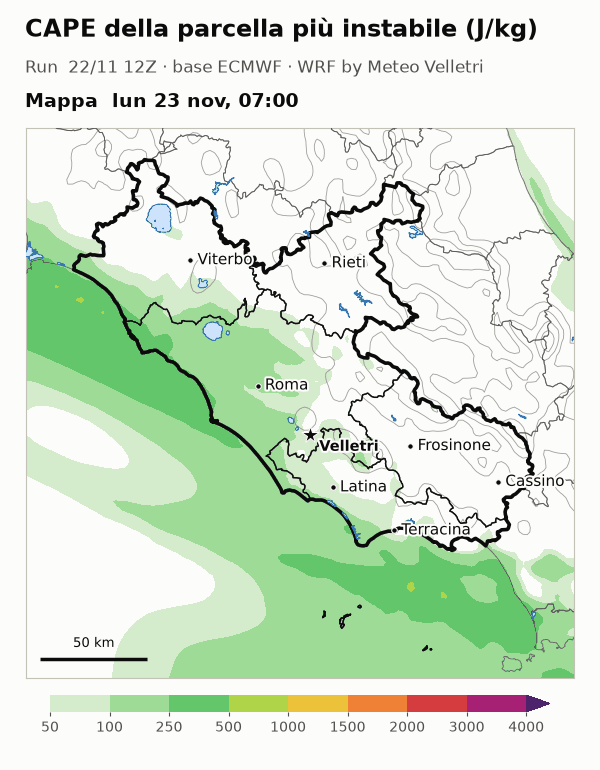 CAPE della parcella più instabile (J/kg)
Run 22/11 12Z · base ECMWF · WRF by Meteo Velletri
Mappa lun 23 nov, 07:00
Viterbo
Rieti
Roma
Velletri
Frosinone
Latina
Cassino
Terracina
50 km
50 100 250 500 1000 1500 2000 3000 4000